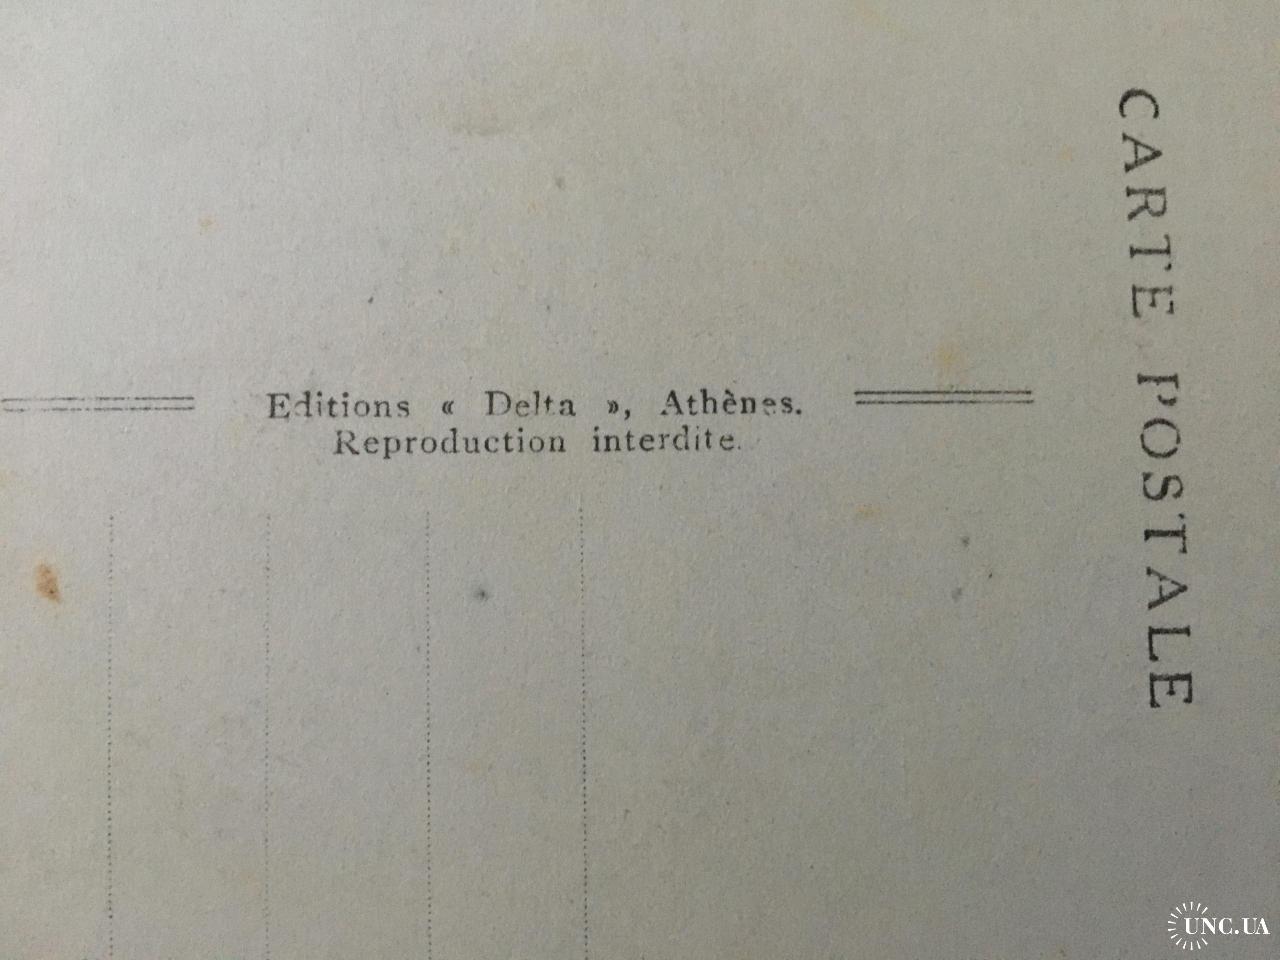 CARTE POSTALE
Editions « Delta », Athènes.
Reproduction interdite.
UNC.UA